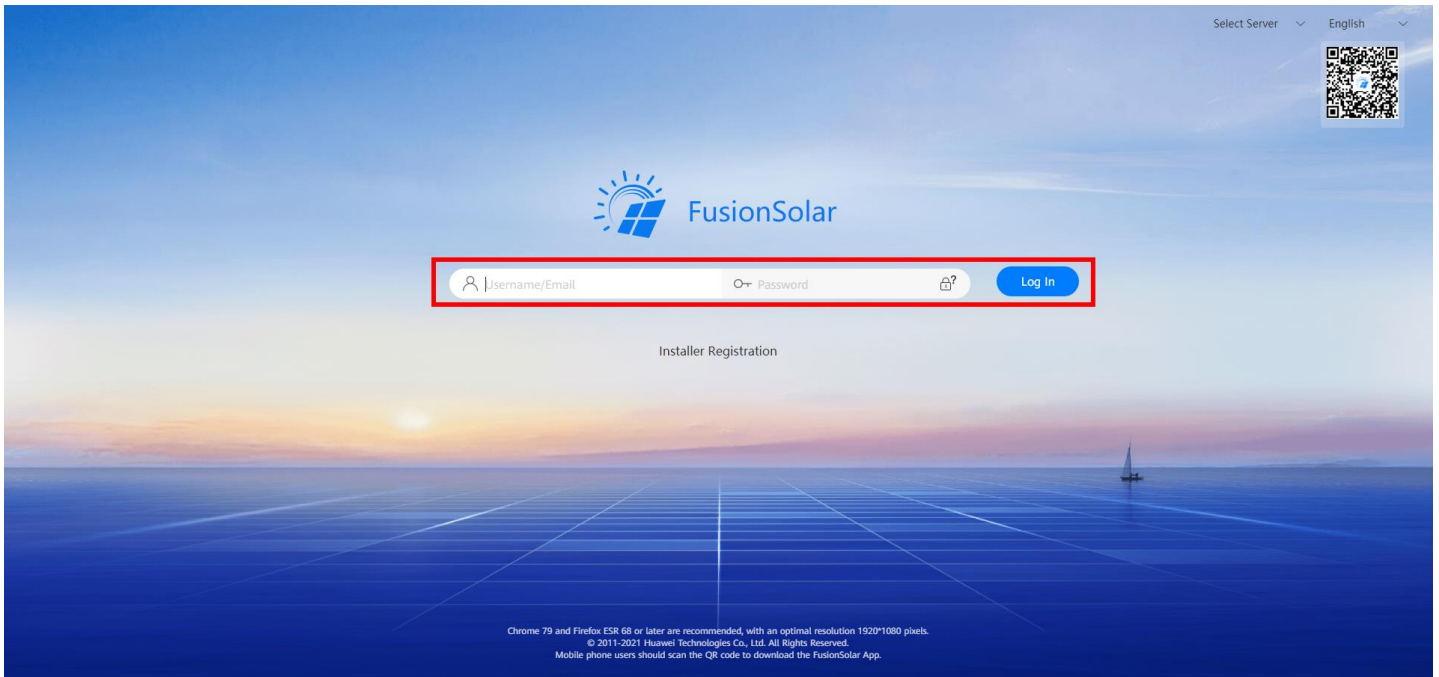 Select Server English
FusionSolar
Username/Email Password ? Log In
Installer Registration
Chrome 79 and Firefox ESR 68 or later are recommended, with an optimal resolution 1920*1080 pixels.
© 2011-2021 Huawei Technologies Co., Ltd. All Rights Reserved.
Mobile phone users should scan the QR code to download the FusionSolar App.